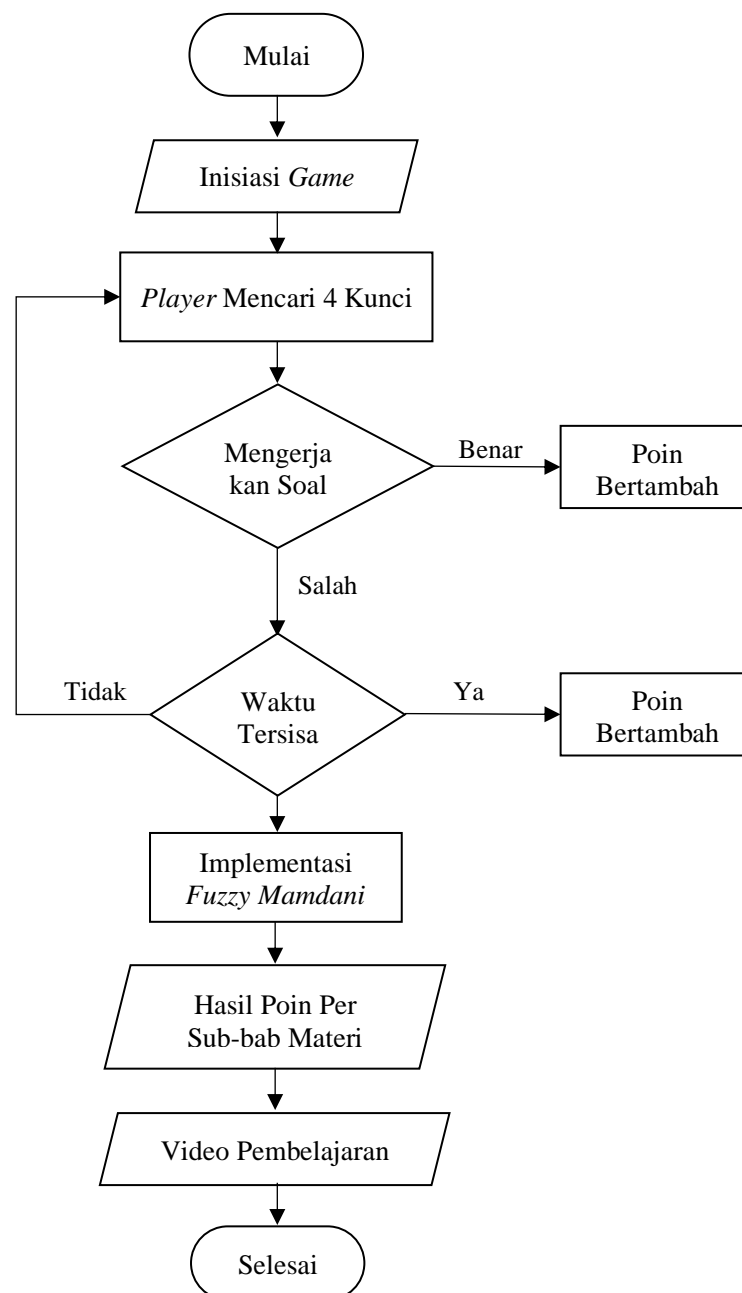 Mulai
Inisiasi Game
Player Mencari 4 Kunci
Mengerja
kan Soal
Benar
Poin
Bertambah
Salah
Tidak
Waktu
Tersisa
Ya
Poin
Bertambah
Implementasi
Fuzzy Mamdani
Hasil Poin Per
Sub-bab Materi
Video Pembelajaran
Selesai